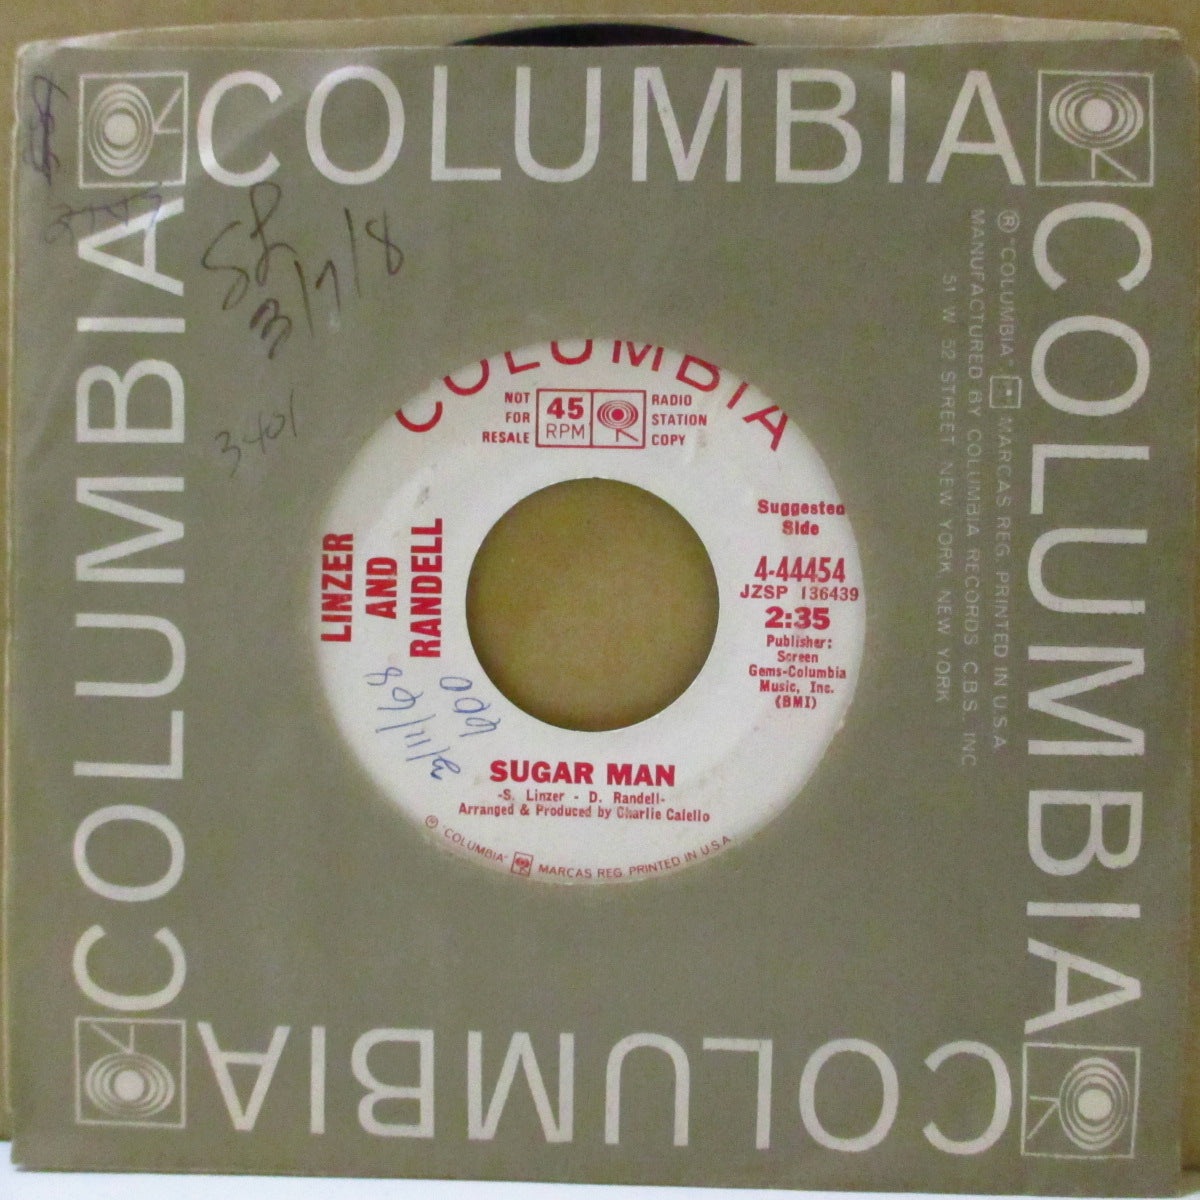 COLUMBIA
COLUMBIA
COLUMBIA
COLUMBIA
SL
3/7/8
3401
® "COLUMBIA" MARCAS REG. PRINTED IN U.S.A.
MANUFACTURED BY COLUMBIA RECORDS C.B.S. INC
51 W 52 STREET NEW YORK NEW YORK
COLUMBIA
NOT
FOR
RESALE
45
RPM
RADIO
STATION
COPY
LINZER
AND
RANDELL
Suggested
Side
4-44454
JZSP 136439
2:35
Publisher:
Screen
Gems-Columbia
Music, Inc.
(BMI)
600
3/11/68
SUGAR MAN
-S. Linzer - D. Randell-
Arranged & Produced by Charlie Calello
® "COLUMBIA" MARCAS REG. PRINTED IN U.S.A.